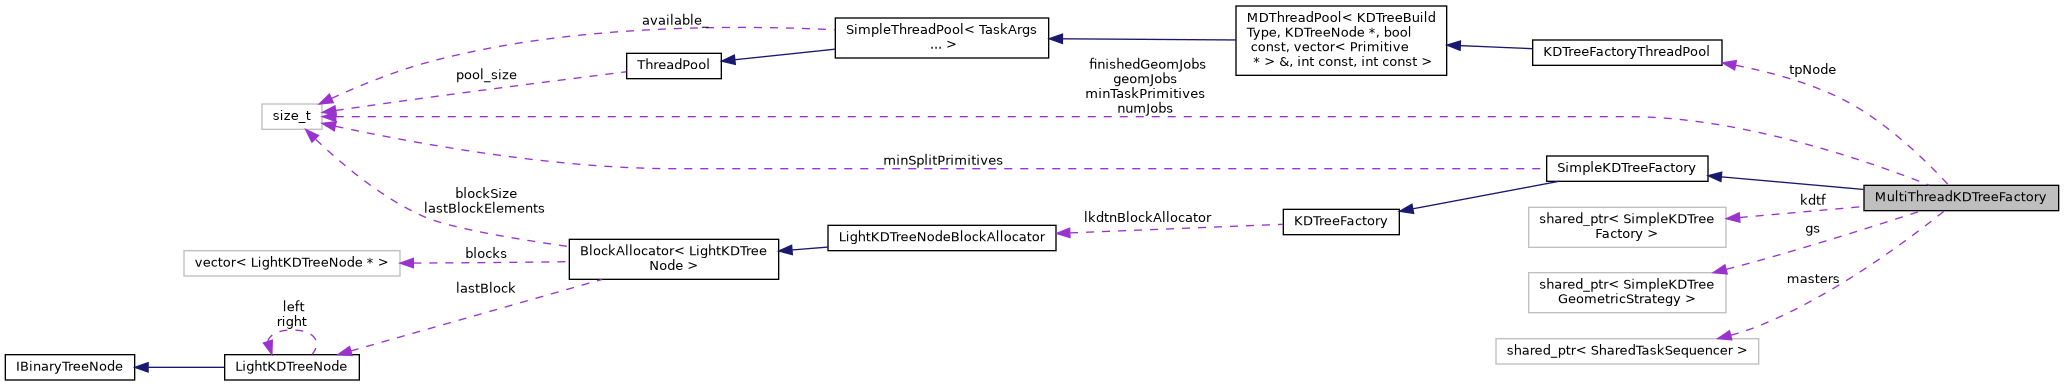 available_
SimpleThreadPool< TaskArgs
... >
MDThreadPool< KDTreeBuild
Type, KDTreeNode *, bool
const, vector< Primitive
* > &, int const, int const >
KDTreeFactoryThreadPool
ThreadPool
pool_size
finishedGeomJobs
geomJobs
minTaskPrimitives
numJobs
tpNode
size_t
minSplitPrimitives
SimpleKDTreeFactory
MultiThreadKDTreeFactory
blockSize
lastBlockElements
lkdtnBlockAllocator
KDTreeFactory
kdtf
shared_ptr< SimpleKDTree
Factory >
gs
LightKDTreeNodeBlockAllocator
BlockAllocator< LightKDTree
Node >
blocks
vector< LightKDTreeNode * >
lastBlock
masters
shared_ptr< SimpleKDTree
GeometricStrategy >
left
right
shared_ptr< SharedTaskSequencer >
IBinaryTreeNode
LightKDTreeNode